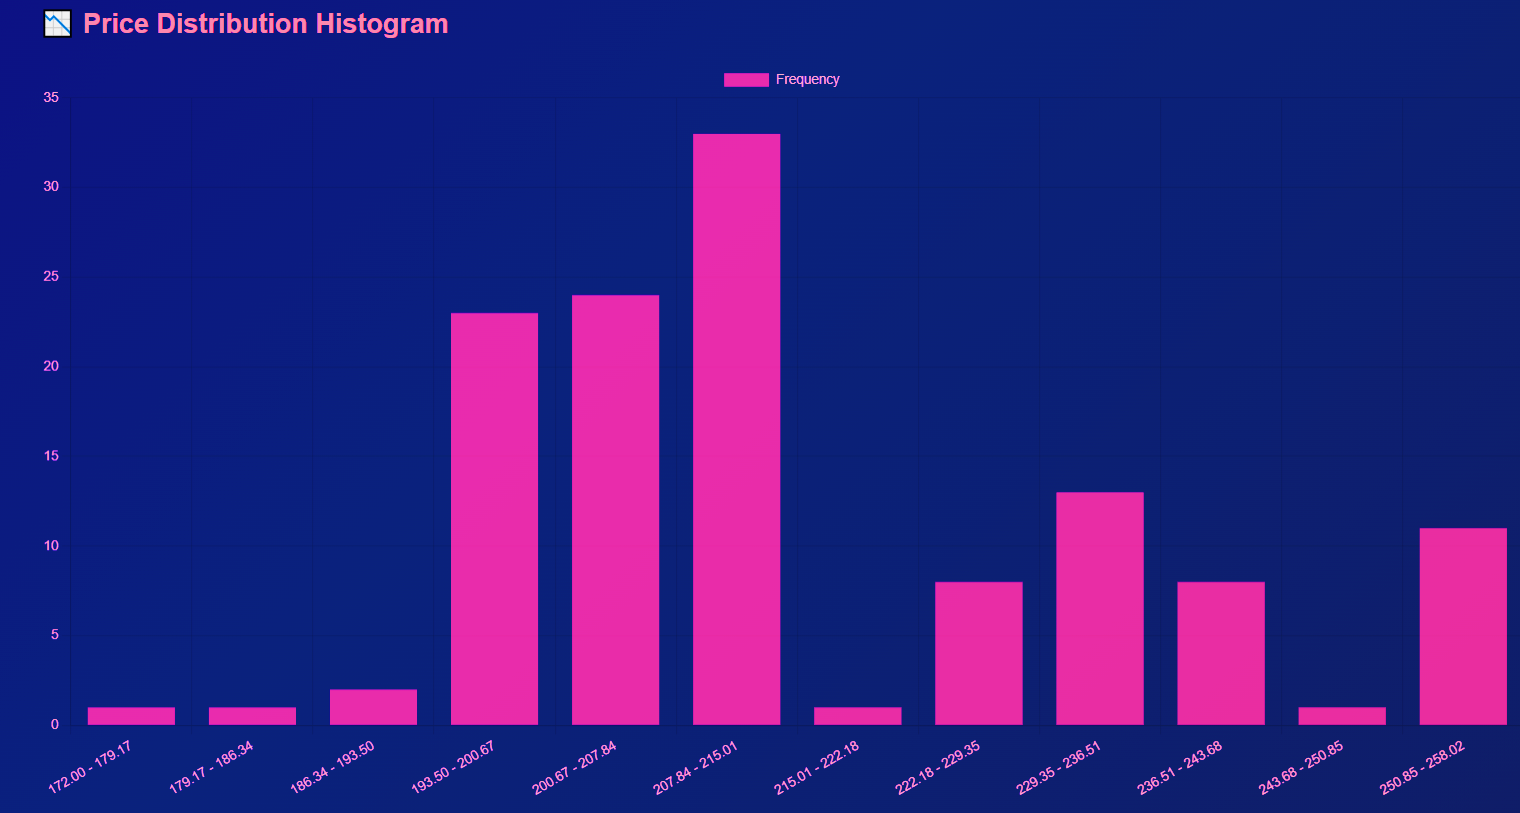 📉 Price Distribution Histogram
Frequency
35
30
25
20
15
10
5
0
172.00 - 179.17
179.17 - 186.34
186.34 - 193.50
193.50 - 200.67
200.67 - 207.84
207.84 - 215.01
215.01 - 222.18
222.18 - 229.35
229.35 - 236.51
236.51 - 243.68
243.68 - 250.85
250.85 - 258.02